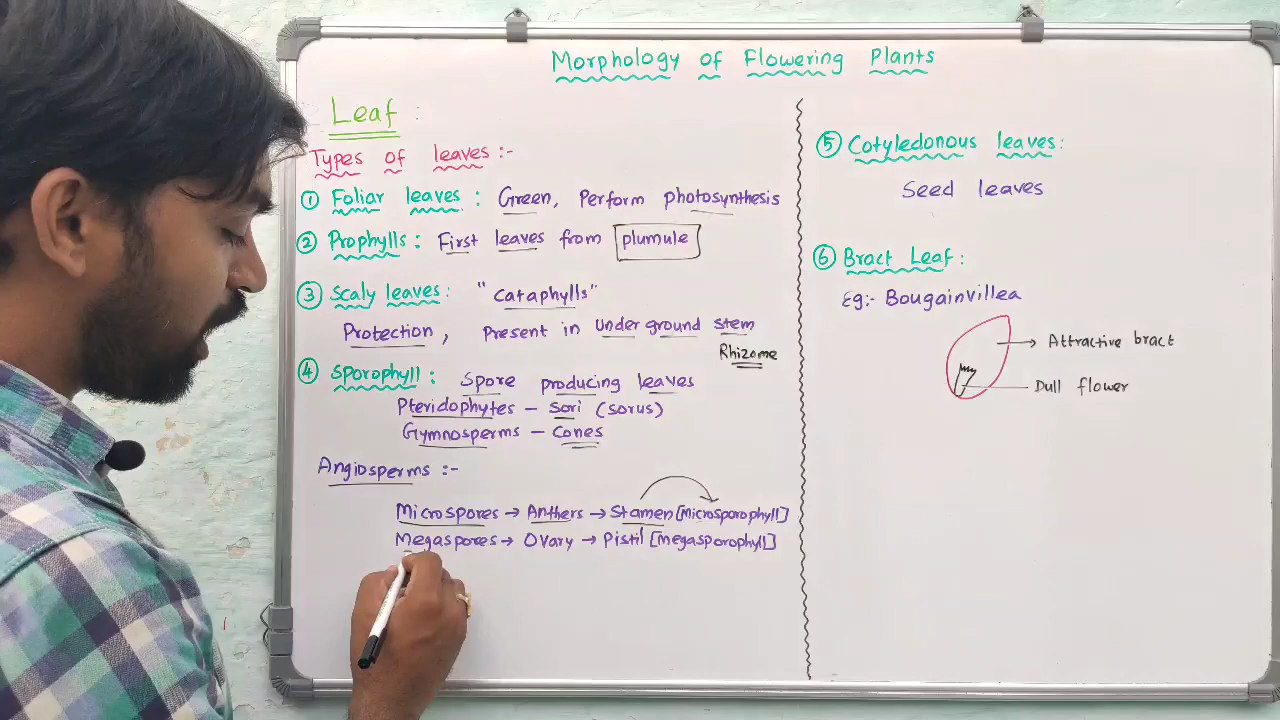 Morphology of Flowering Plants
Leaf :
Types of leaves :-
① Foliar leaves : Green, Perform photosynthesis
② Prophylls : First leaves from plumule
③ Scaly leaves : "Cataphylls"
Protection, Present in Underground stem
Rhizome
④ Sporophyll : Spore producing leaves
Pteridophytes - Sori (Sorus)
Gymnosperms - Cones
Angiosperms :-
Microspores → Anthers → Stamen [Microsporophyll]
Megaspores → Ovary → Pistil [Megasporophyll]
⑤ Cotyledonous leaves :
Seed leaves
⑥ Bract Leaf :
Eg:- Bougainvillea
Attractive bract
Dull flower